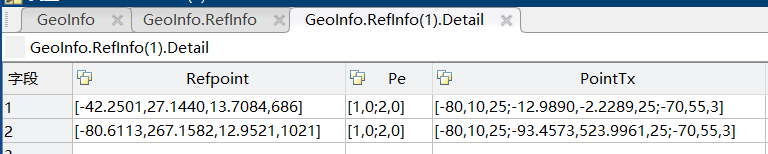 GeoInfo GeoInfo.RefInfo GeoInfo.RefInfo(1).Detail
GeoInfo.RefInfo(1).Detail
字段 Refpoint Pe PointTx
1 [-42.2501,27.1440,13.7084,686] [1,0;2,0] [-80,10,25;-12.9890,-2.2289,25;-70,55,3]
2 [-80.6113,267.1582,12.9521,1021] [1,0;2,0] [-80,10,25;-93.4573,523.9961,25;-70,55,3]